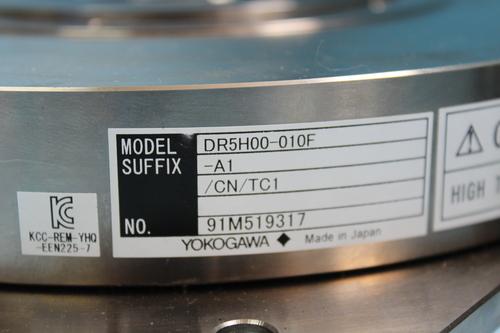 MODEL DR5H00-010F
SUFFIX -A1
/CN/TC1
NO. 91M519317
YOKOGAWA ◆ Made in Japan
KCC-REM-YHQ
-EEN225-7
HIGH